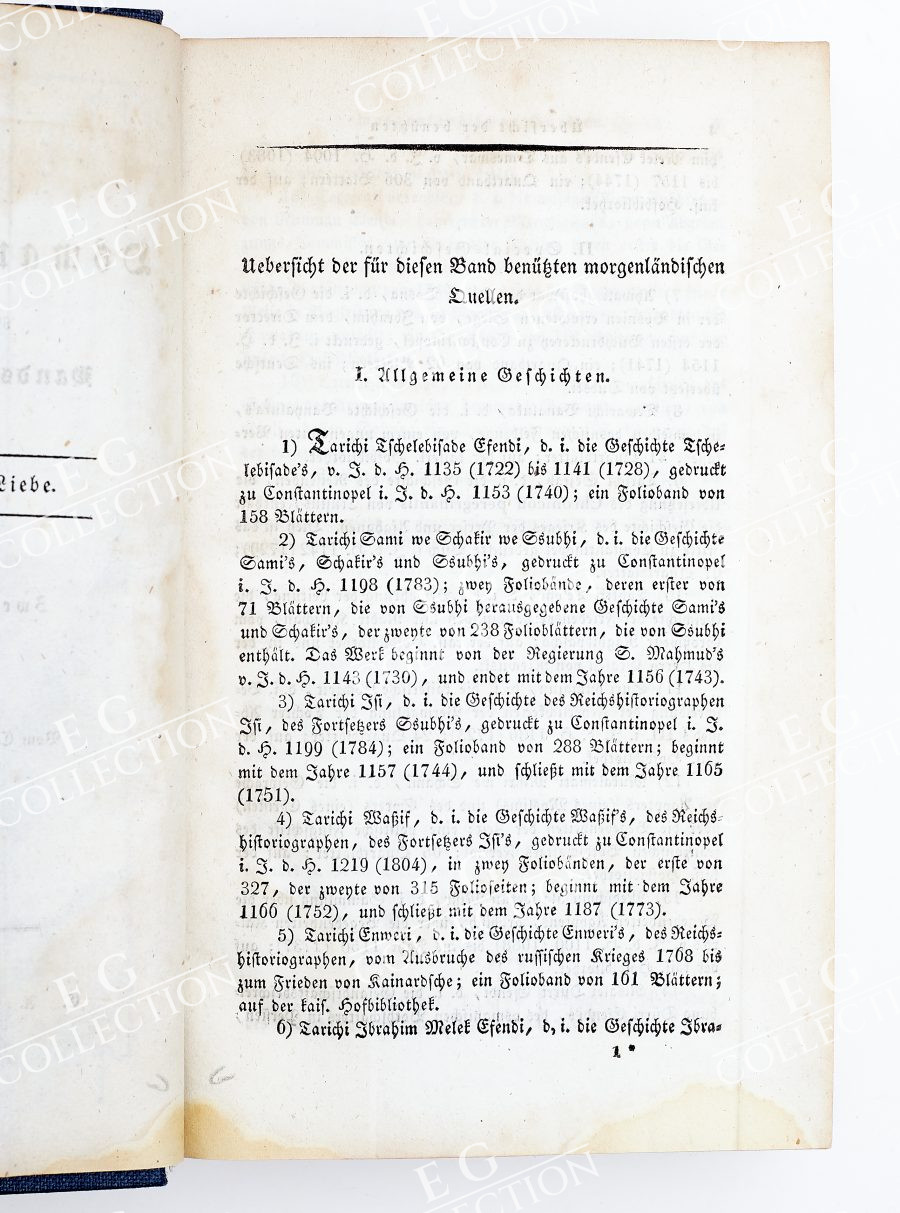 Liebe.
Uebersicht der für diesen Band benützten morgenländischen
Quellen.
I. Allgemeine Geschichten.
1) Tarichi Tschelebisade Efendi, d. i. die Geschichte Tsche-
lebisade's, v. J. d. H. 1135 (1722) bis 1141 (1728), gedruckt
zu Constantinopel i. J. d. H. 1153 (1740); ein Folioband von
158 Blättern.
2) Tarichi Sami we Schakir we Ssubhi, d. i. die Geschichte
Sami's, Schakir's und Ssubhi's, gedruckt zu Constantinopel
i. J. d. H. 1198 (1783); zwey Foliobände, deren erster von
71 Blättern, die von Ssubhi herausgegebene Geschichte Sami's
und Schakir's, der zweyte von 238 Folioblättern, die von Ssubhi
enthält. Das Werk beginnt von der Regierung S. Mahmud's
v. J. d. H. 1143 (1730), und endet mit dem Jahre 1156 (1743).
3) Tarichi Isi, d. i. die Geschichte des Reichshistoriographen
Isi, des Fortsetzers Ssubhi's, gedruckt zu Constantinopel i. J.
d. H. 1199 (1784); ein Folioband von 288 Blättern; beginnt
mit dem Jahre 1157 (1744), und schließt mit dem Jahre 1165
(1751).
4) Tarichi Waßif, d. i. die Geschichte Waßif's, des Reichs-
historiographen, des Fortsetzers Isi's, gedruckt zu Constantinopel
i. J. d. H. 1219 (1804), in zwey Foliobänden, der erste von
327, der zweyte von 315 Folioseiten; beginnt mit dem Jahre
1166 (1752), und schließt mit dem Jahre 1187 (1773).
5) Tarichi Enweri, d. i. die Geschichte Enweri's, des Reichs-
historiographen, vom Ausbruche des russischen Krieges 1768 bis
zum Frieden von Kainardsche; ein Folioband von 161 Blättern;
auf der kais. Hofbibliothek.
6) Tarichi Ibrahim Melek Efendi, d. i. die Geschichte Ibra-
1 *
EG
COLLECTION